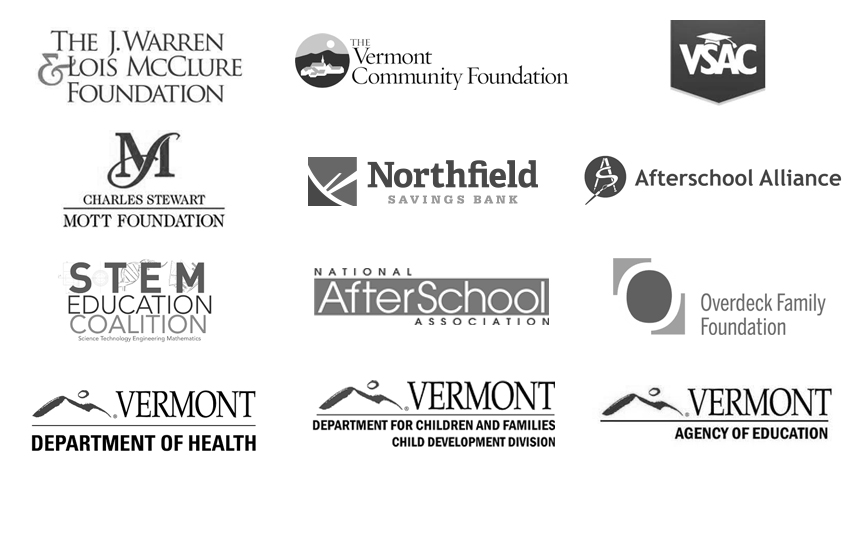 THE J. WARREN
& LOIS MCCLURE
FOUNDATION
THE
Vermont
Community Foundation
VSAC
M
CHARLES STEWART
MOTT FOUNDATION
Northfield
SAVINGS BANK
AS
Afterschool Alliance
STEM
EDUCATION
COALITION
Science Technology Engineering Mathematics
NATIONAL
AfterSchool
ASSOCIATION
Overdeck Family
Foundation
VERMONT
DEPARTMENT OF HEALTH
VERMONT
DEPARTMENT FOR CHILDREN AND FAMILIES
CHILD DEVELOPMENT DIVISION
VERMONT
AGENCY OF EDUCATION